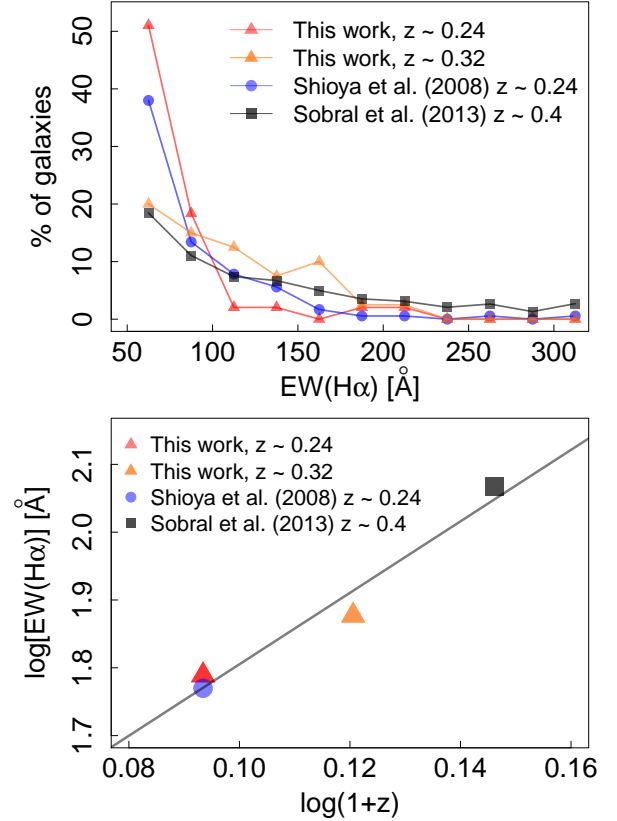 50
40
30
20
10
0
% of galaxies
This work, z ~ 0.24
This work, z ~ 0.32
Shioya et al. (2008) z ~ 0.24
Sobral et al. (2013) z ~ 0.4
50 100 150 200 250 300
EW(Hα) [Å]
2.1
2.0
1.9
1.8
1.7
log[EW(Hα)] [Å]
This work, z ~ 0.24
This work, z ~ 0.32
Shioya et al. (2008) z ~ 0.24
Sobral et al. (2013) z ~ 0.4
0.08 0.10 0.12 0.14 0.16
log(1+z)